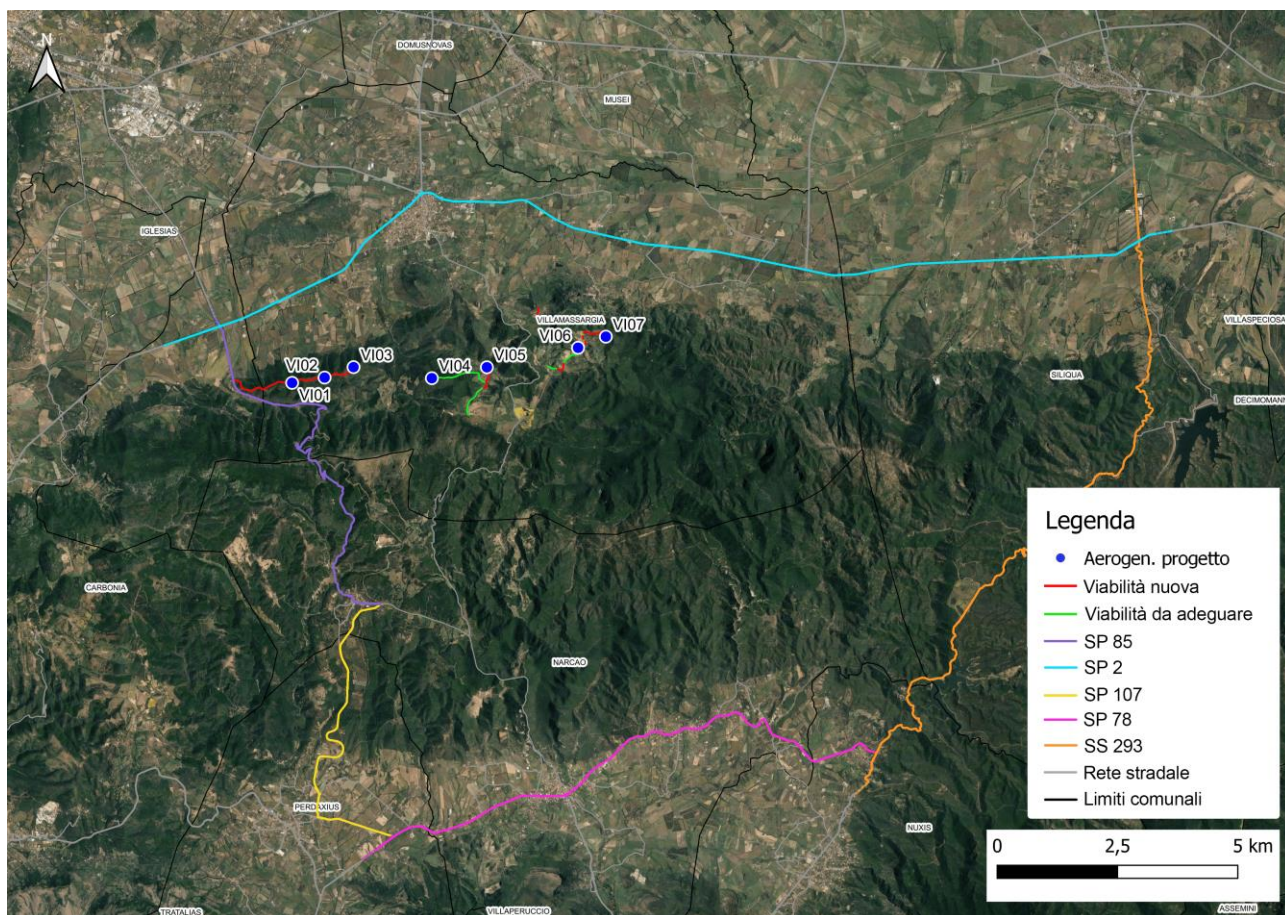 N
DOMUSNOVAS
MUSEI
IGLESIAS
VILLASPECIOSA
VILLAMASSARGIA
VI07
VI06
VI03
VI02
VI05
VI04
VI01
SILIQUA
DECIMOMANN
CARBONIA
NARCAO
PERDAXIUS
NUXIS
TRATALIAS
VILLAPERUCCIO
ASSEMINI
Legenda
Aerogen. progetto
Viabilità nuova
Viabilità da adeguare
SP 85
SP 2
SP 107
SP 78
SS 293
Rete stradale
Limiti comunali
0 2,5 5 km